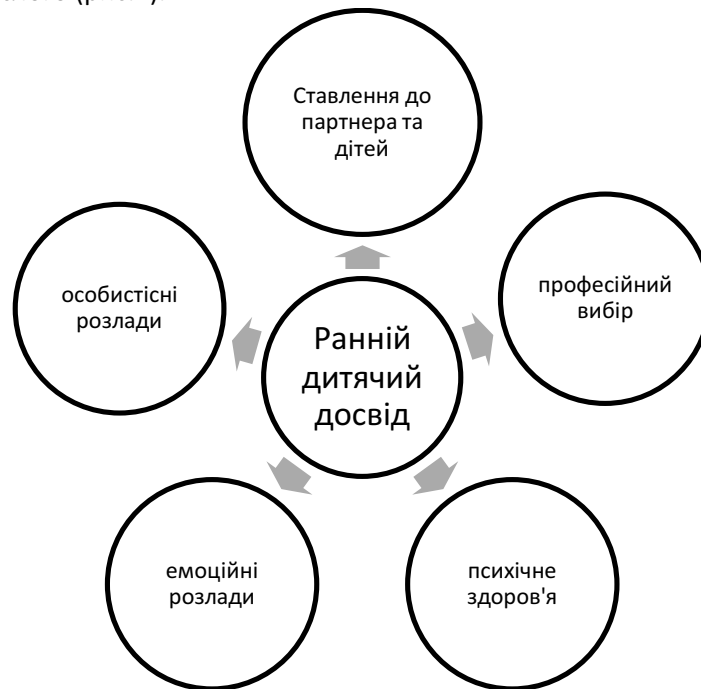 Ставлення до
партнера та
дітей
професійний
вибір
особистісні
розлади
Ранній
дитячий
досвід
емоційні
розлади
психічне
здоров'я